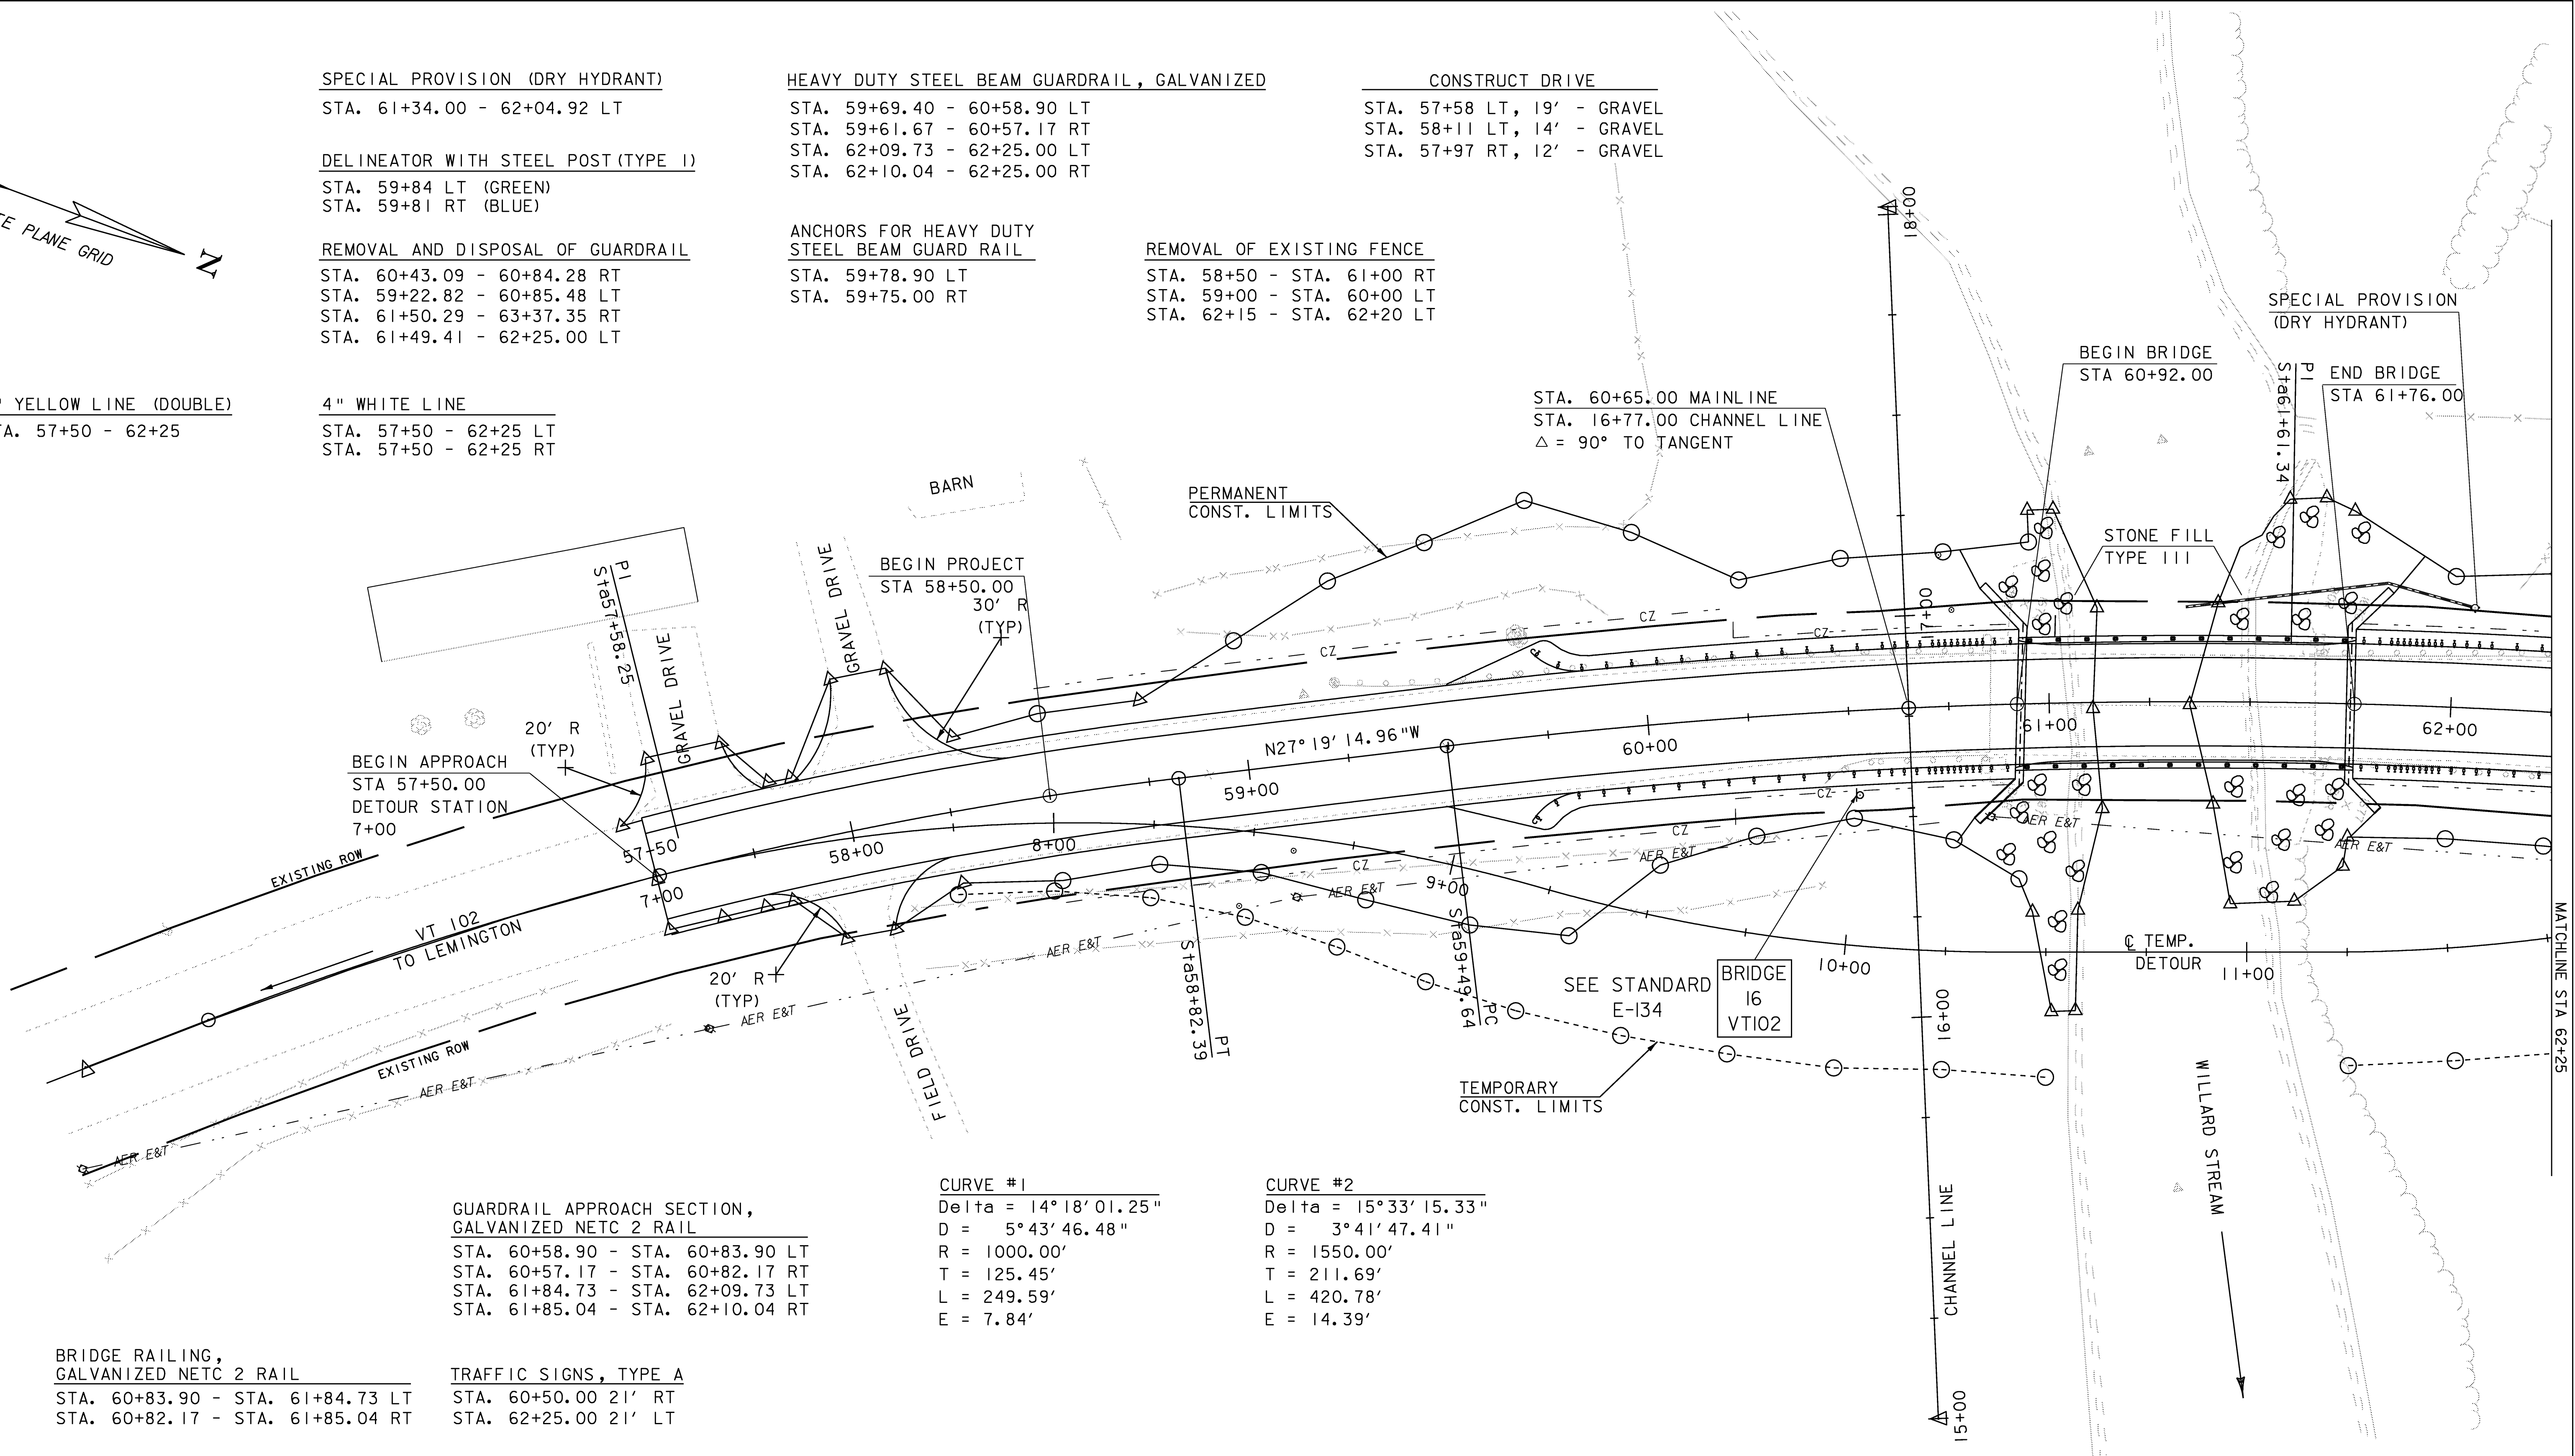 SPECIAL PROVISION (DRY HYDRANT)
STA. 61+34.00 - 62+04.92 LT
DELINEATOR WITH STEEL POST (TYPE I)
STA. 59+84 LT (GREEN)
STA. 59+81 RT (BLUE)
REMOVAL AND DISPOSAL OF GUARDRAIL
STA. 60+43.09 - 60+84.28 RT
STA. 59+22.82 - 60+85.48 LT
STA. 61+50.29 - 63+37.35 RT
STA. 61+49.41 - 62+25.00 LT
YELLOW LINE (DOUBLE)
57+50 - 62+25
4" WHITE LINE
STA. 57+50 - 62+25 LT
STA. 57+50 - 62+25 RT
HEAVY DUTY STEEL BEAM GUARDRAIL, GALVANIZED
STA. 59+69.40 - 60+58.90 LT
STA. 59+61.67 - 60+57.17 RT
STA. 62+09.73 - 62+25.00 LT
STA. 62+10.04 - 62+25.00 RT
ANCHORS FOR HEAVY DUTY
STEEL BEAM GUARD RAIL
STA. 59+78.90 LT
STA. 59+75.00 RT
CONSTRUCT DRIVE
STA. 57+58 LT, 19' - GRAVEL
STA. 58+11 LT, 14' - GRAVEL
STA. 57+97 RT, 12' - GRAVEL
REMOVAL OF EXISTING FENCE
STA. 58+50 - STA. 61+00 RT
STA. 59+00 - STA. 60+00 LT
STA. 62+15 - STA. 62+20 LT
PLANE GRID
N
18+00
SPECIAL PROVISION
(DRY HYDRANT)
BEGIN BRIDGE
STA 60+92.00
PI
Sta61+61.34
END BRIDGE
STA 61+76.00
STA. 60+65.00 MAINLINE
STA. 16+77.00 CHANNEL LINE
△ = 90° TO TANGENT
BARN
PERMANENT
CONST. LIMITS
STONE FILL
TYPE III
BEGIN PROJECT
STA 58+50.00
30' R
(TYP)
GRAVEL DRIVE
PI
Sta57+58.25
GRAVEL DRIVE
20' R
(TYP)
BEGIN APPROACH
STA 57+50.00
DETOUR STATION
7+00
CZ
CZ
CZ
17+00
N27°19'14.96"W
57+50
58+00
59+00
60+00
61+00
62+00
7+00
8+00
9+00
10+00
11+00
CZ
CZ
CZ
EXISTING ROW
VT 102
TO LEMINGTON
EXISTING ROW
AER E&T
AER E&T
AER E&T
AER E&T
AER E&T
AER E&T
AER E&T
AER E&T
20' R
(TYP)
FIELD DRIVE
PT
Sta58+82.39
PC
Sta59+49.64
SEE STANDARD
E-134
BRIDGE
16
VT102
℄ TEMP.
DETOUR
16+00
TEMPORARY
CONST. LIMITS
WILLARD STREAM
MATCHLINE STA 62+25
CHANNEL LINE
15+00
GUARDRAIL APPROACH SECTION,
GALVANIZED NETC 2 RAIL
STA. 60+58.90 - STA. 60+83.90 LT
STA. 60+57.17 - STA. 60+82.17 RT
STA. 61+84.73 - STA. 62+09.73 LT
STA. 61+85.04 - STA. 62+10.04 RT
CURVE #1
Delta = 14°18'01.25"
D = 5°43'46.48"
R = 1000.00'
T = 125.45'
L = 249.59'
E = 7.84'
CURVE #2
Delta = 15°33'15.33"
D = 3°41'47.41"
R = 1550.00'
T = 211.69'
L = 420.78'
E = 14.39'
BRIDGE RAILING,
GALVANIZED NETC 2 RAIL
STA. 60+83.90 - STA. 61+84.73 LT
STA. 60+82.17 - STA. 61+85.04 RT
TRAFFIC SIGNS, TYPE A
STA. 60+50.00 21' RT
STA. 62+25.00 21' LT